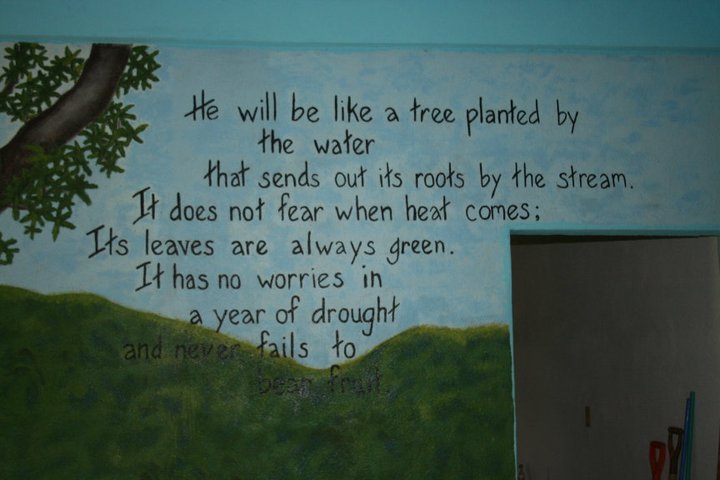 He will be like a tree planted by
the water
that sends out its roots by the stream.
It does not fear when heat comes;
Its leaves are always green.
It has no worries in
a year of drought
and never fails to
bear fruit.